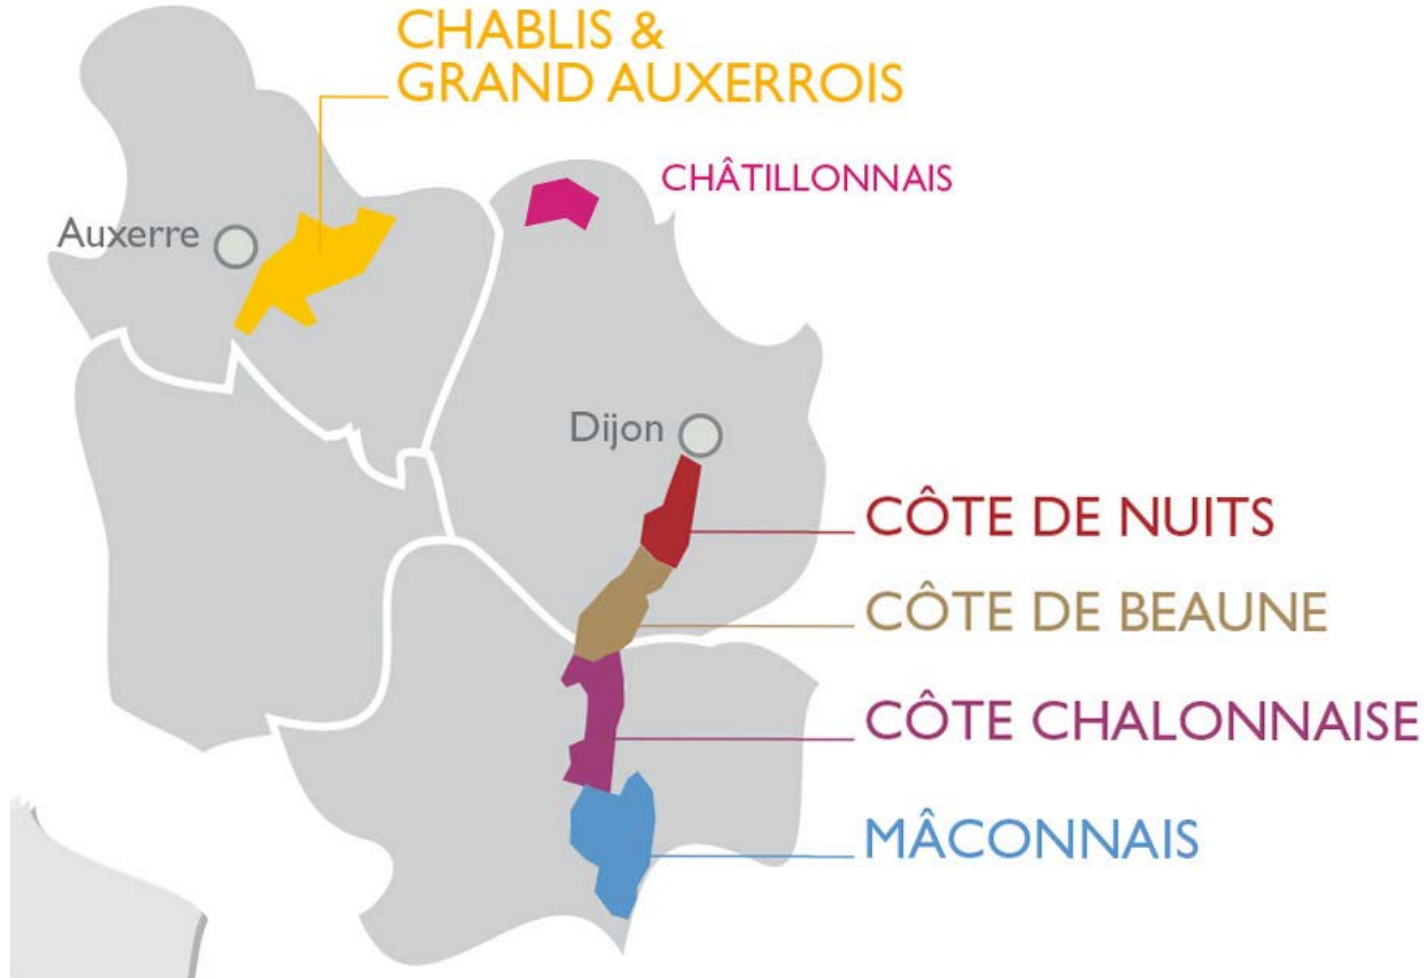 CHABLIS &
GRAND AUXERROIS
CHÂTILLONNAIS
Auxerre
Dijon
CÔTE DE NUITS
CÔTE DE BEAUNE
CÔTE CHALONNAISE
MÂCONNAIS